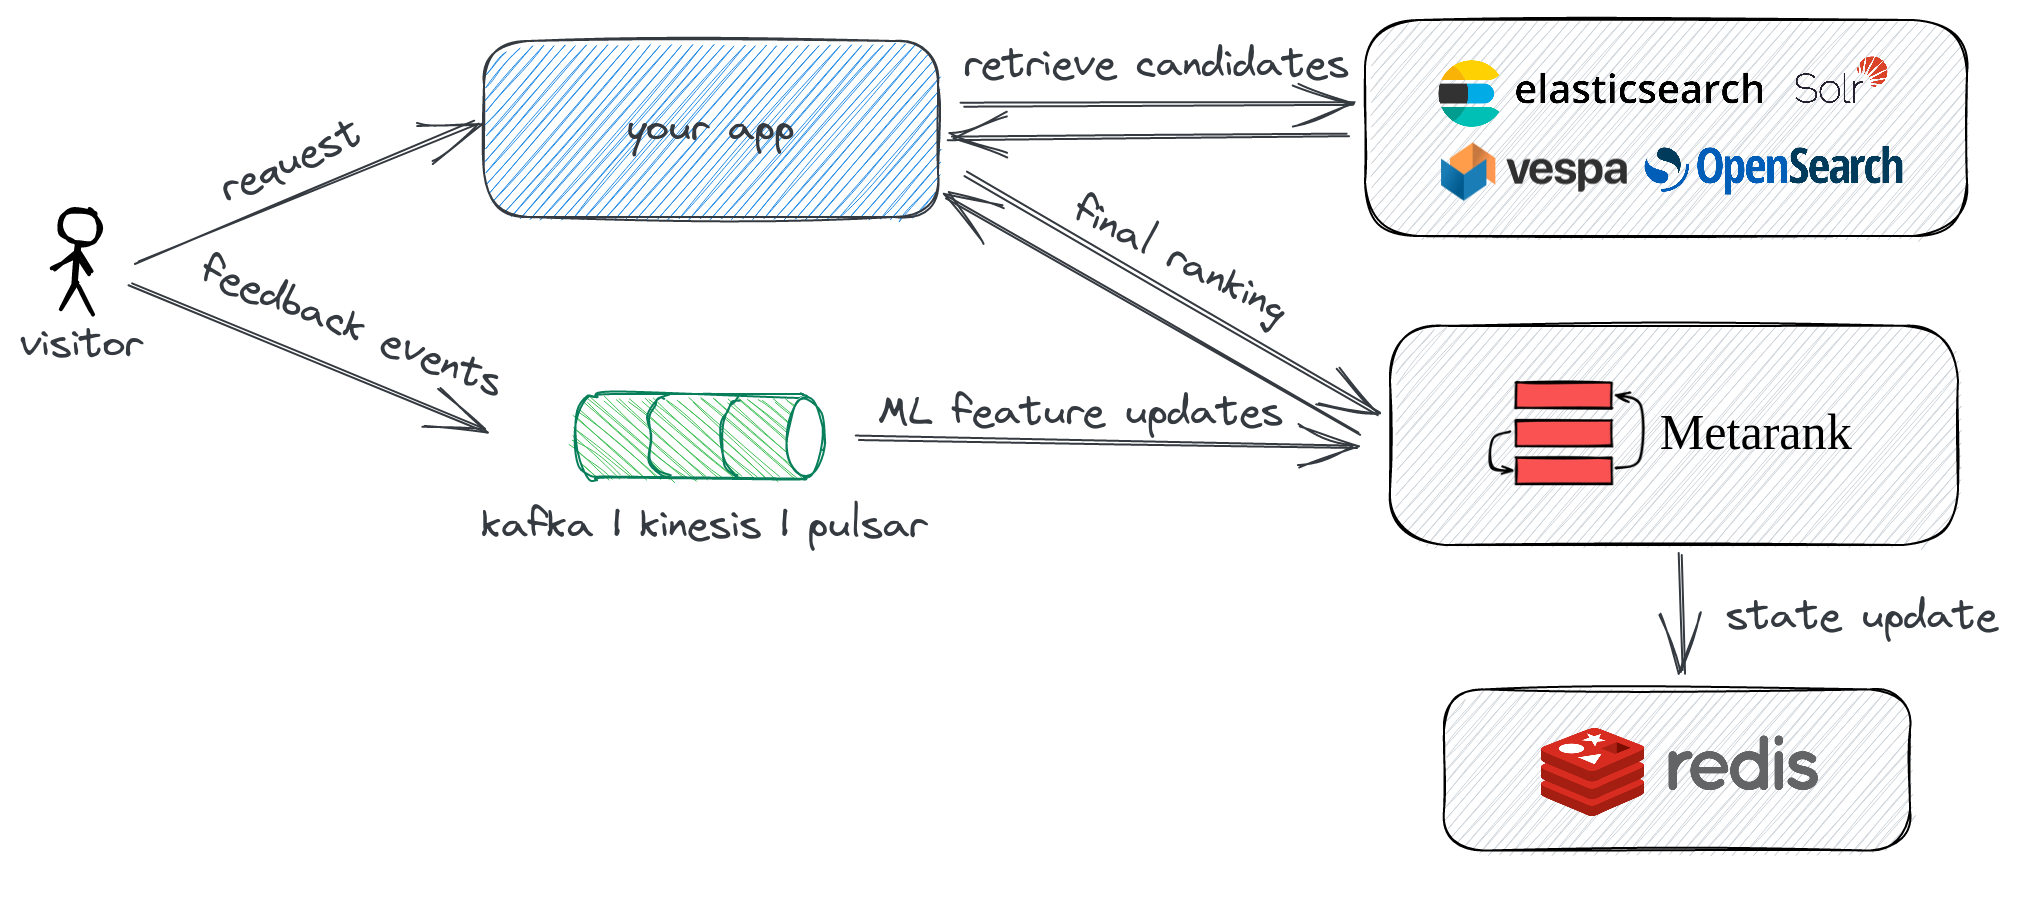 retrieve candidates
elasticsearch
Solr
your app
request
vespa
OpenSearch
final ranking
feedback events
visitor
ML feature updates
Metarank
kafka | kinesis | pulsar
state update
redis